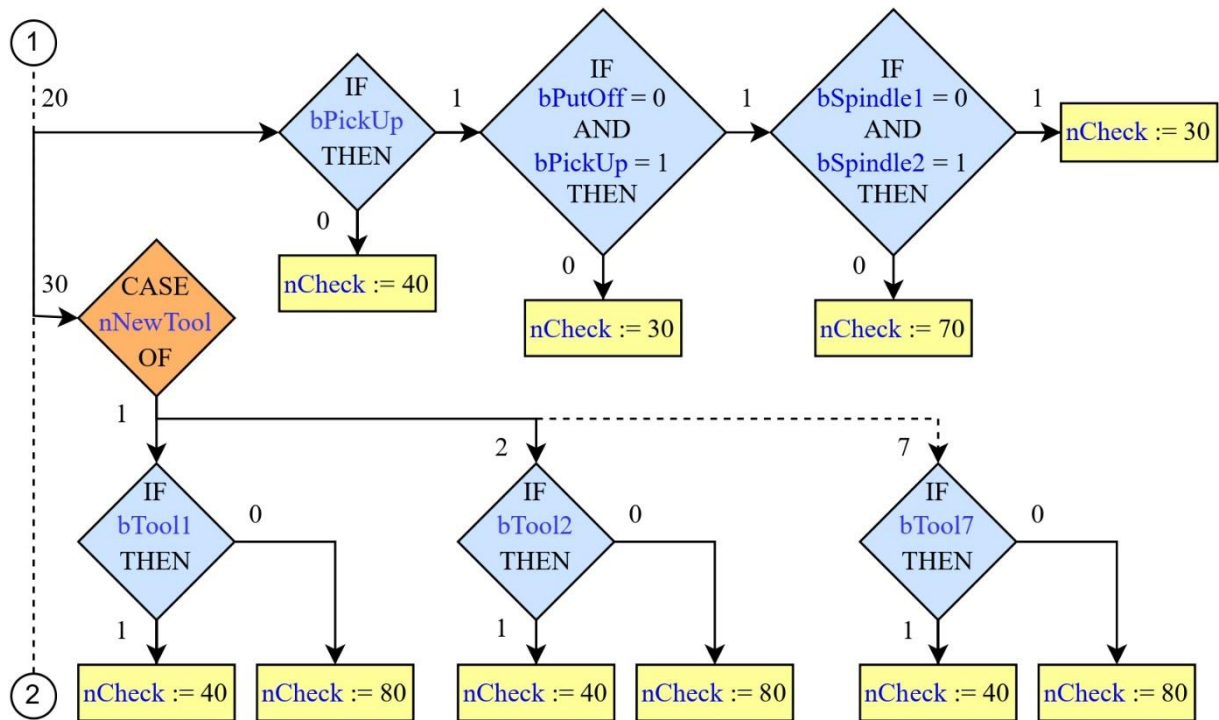 1
20
IF
bPickUp
THEN
1
0
nCheck := 40
IF
bPutOff = 0
AND
bPickUp = 1
THEN
1
0
nCheck := 30
IF
bSpindle1 = 0
AND
bSpindle2 = 1
THEN
1
nCheck := 30
0
nCheck := 70
30
CASE
nNewTool
OF
1
IF
bTool1
THEN
0
1
nCheck := 40
nCheck := 80
2
IF
bTool2
THEN
0
1
nCheck := 40
nCheck := 80
7
IF
bTool7
THEN
0
1
nCheck := 40
nCheck := 80
2